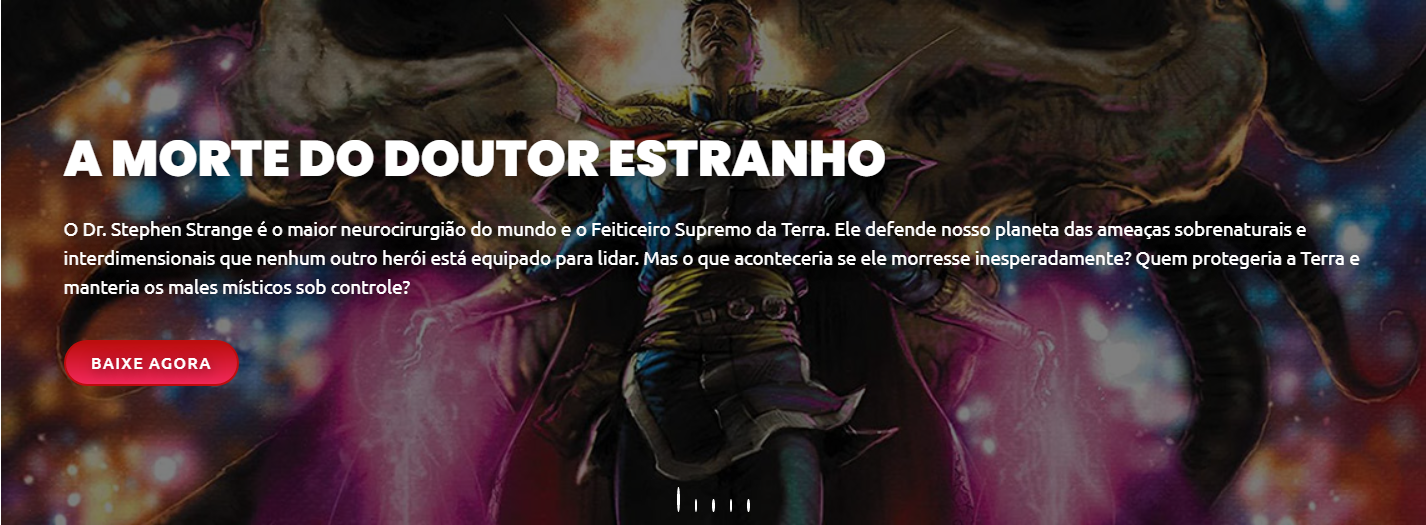 A MORTE DO DOUTOR ESTRANHO
O Dr. Stephen Strange é o maior neurocirurgião do mundo e o Feiticeiro Supremo da Terra. Ele defende nosso planeta das ameaças sobrenaturais e
interdimensionais que nenhum outro herói está equipado para lidar. Mas o que aconteceria se ele morresse inesperadamente? Quem protegeria a Terra e
manteria os males místicos sob controle?
BAIXE AGORA